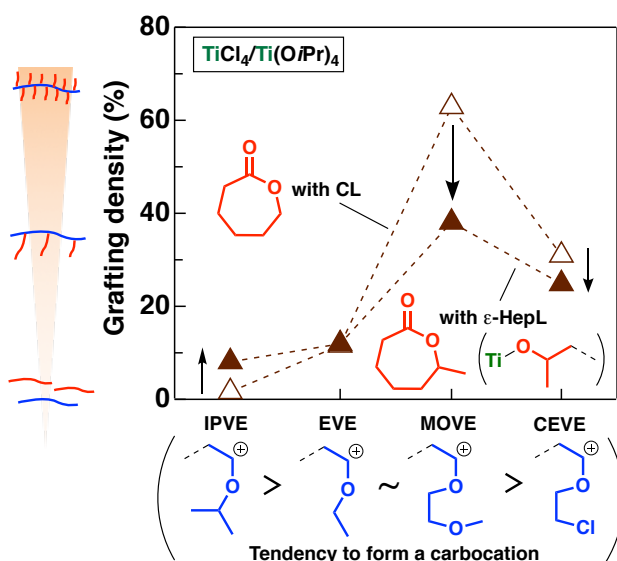 80
TiCl4/Ti(OiPr)4
Grafting density (%)
60
O
O
with CL
40
O
O
with ε-HepL
20
Ti
O
0
IPVE EVE MOVE CEVE
+ + + +
O > O ~ O > O
O
Cl
Tendency to form a carbocation